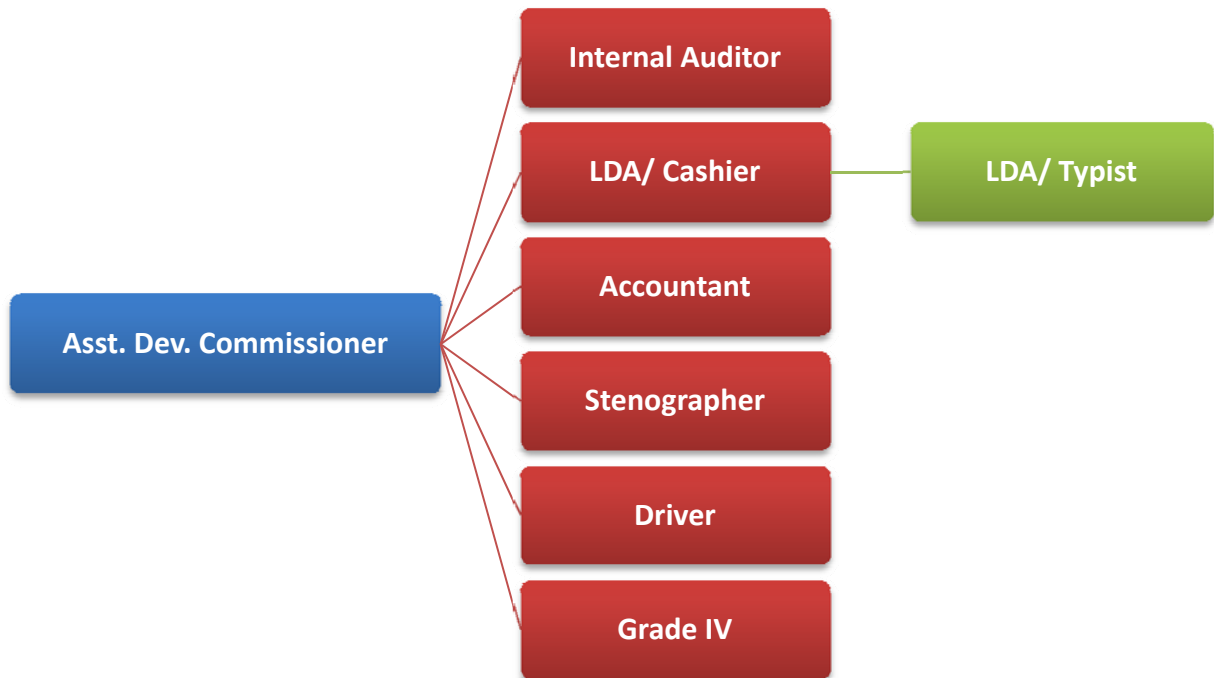 Internal Auditor
LDA/ Cashier
LDA/ Typist
Accountant
Asst. Dev. Commissioner
Stenographer
Driver
Grade IV